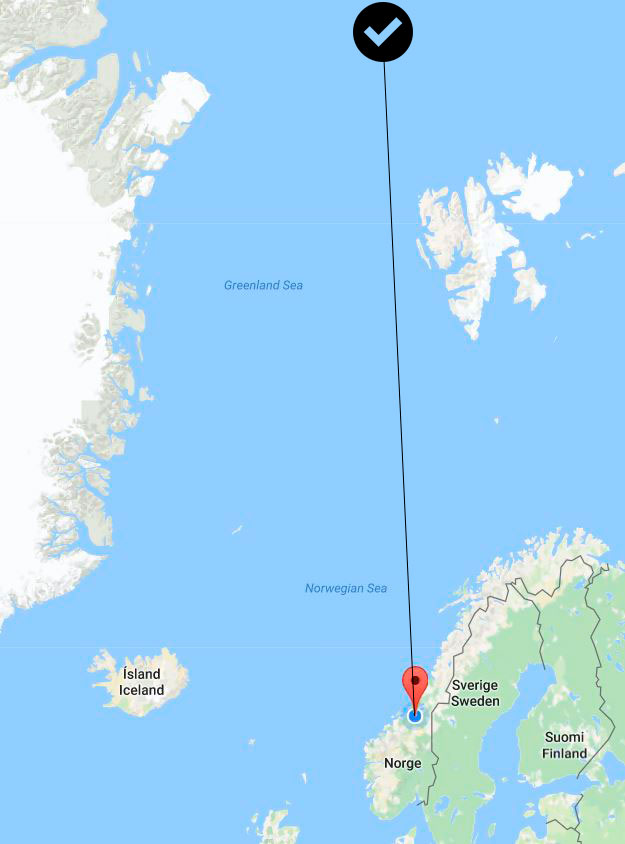 Greenland Sea
Norwegian Sea
Ísland
Iceland
Sverige
Sweden
Suomi
Finland
Norge